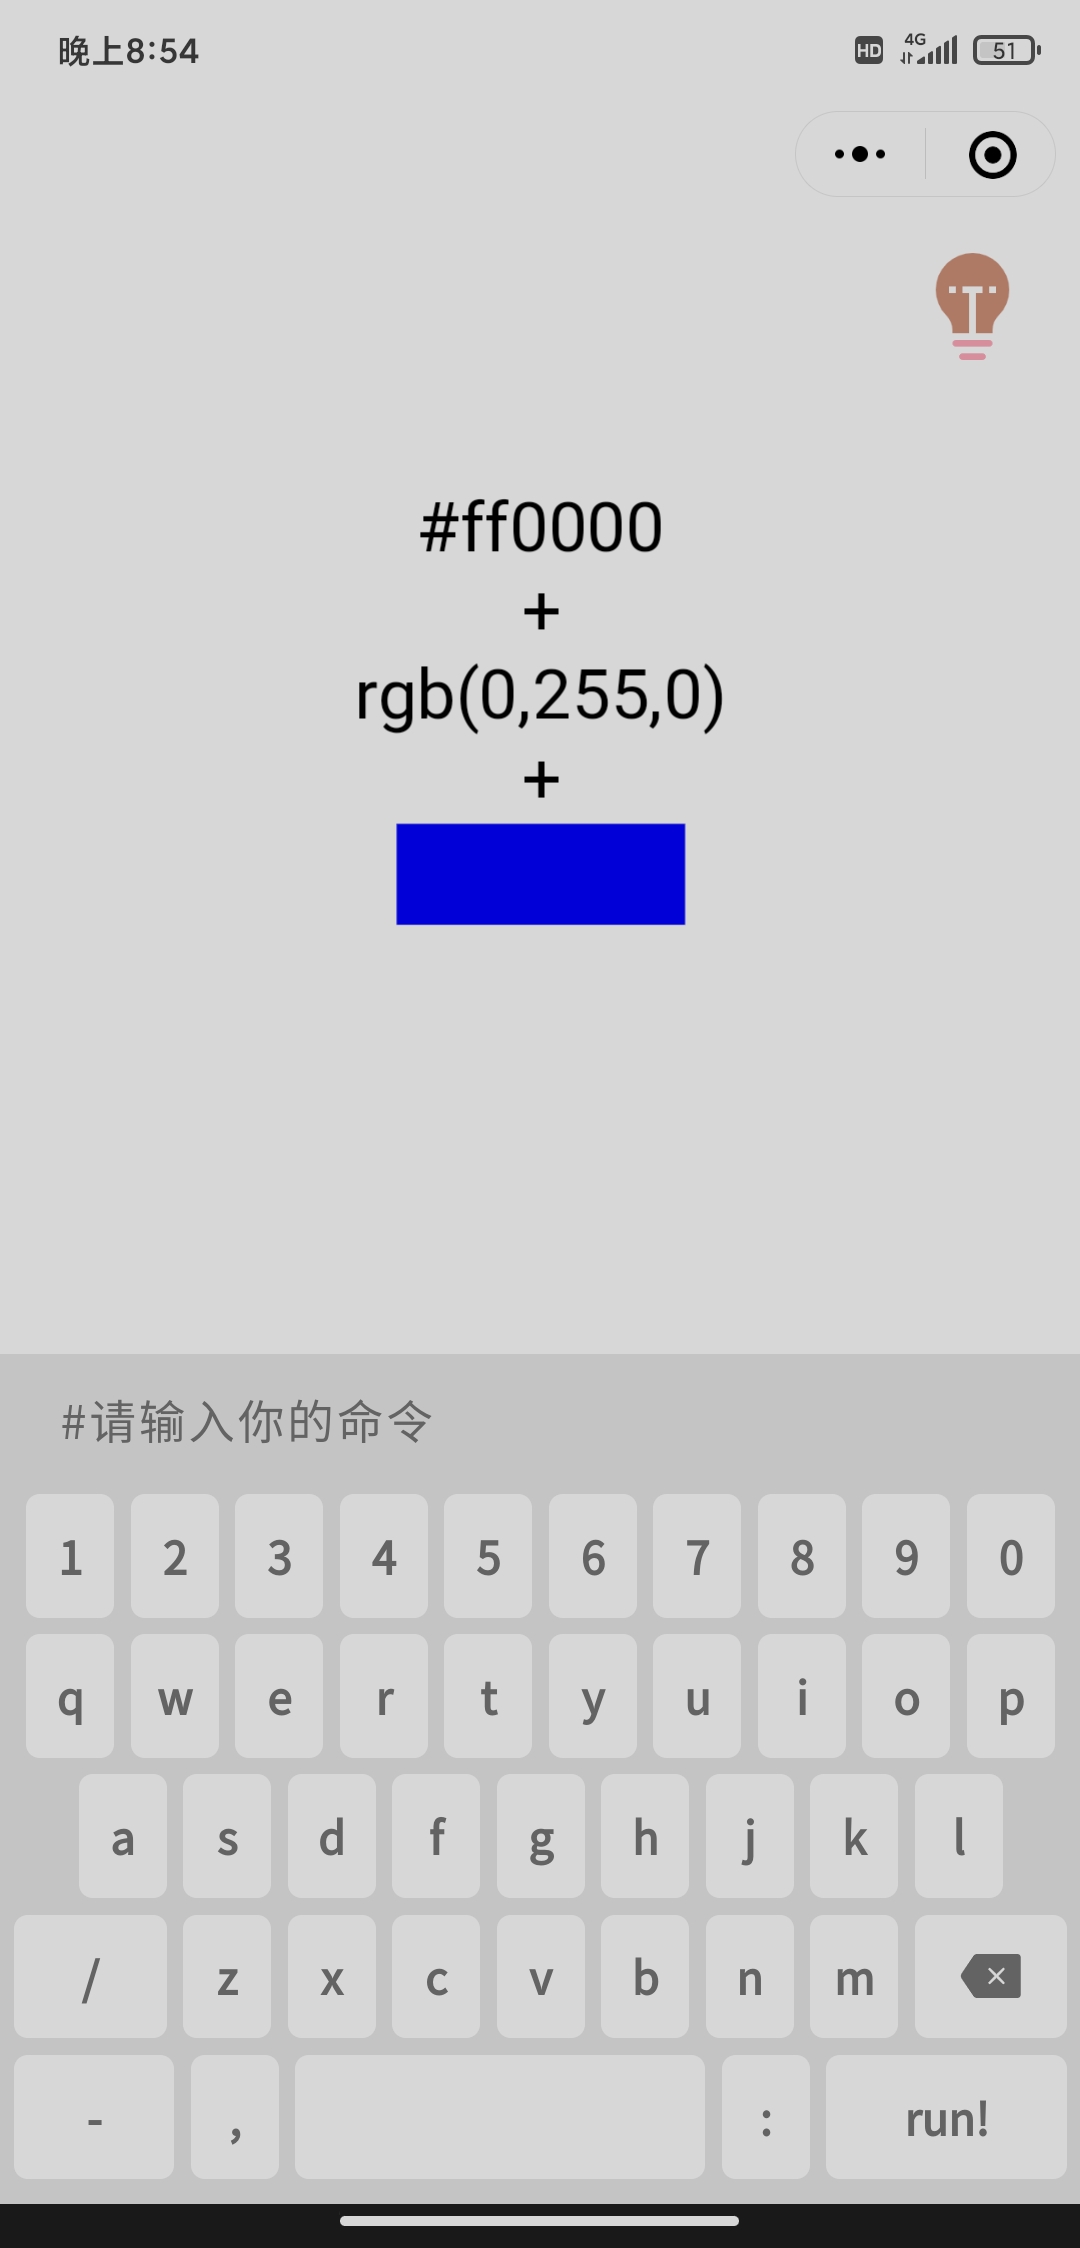 晚上8:54 HD 4G 51
#ff0000
+
rgb(0,255,0)
+
#请输入你的命令
1 2 3 4 5 6 7 8 9 0
q w e r t y u i o p
a s d f g h j k l
/ z x c v b n m
- , : run!